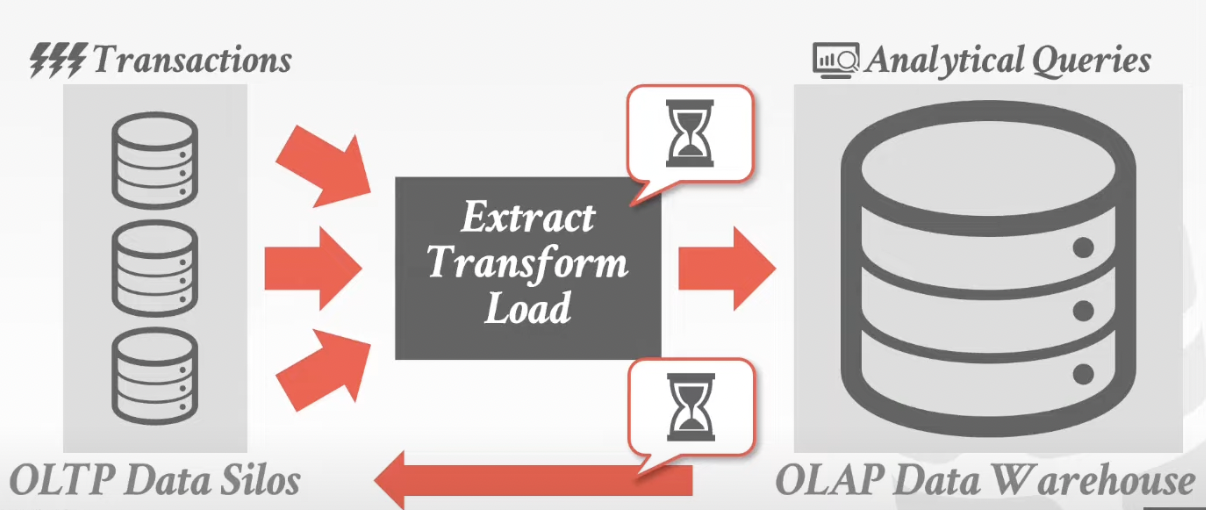 Transactions
Analytical Queries
Extract
Transform
Load
OLTP Data Silos
OLAP Data Warehouse